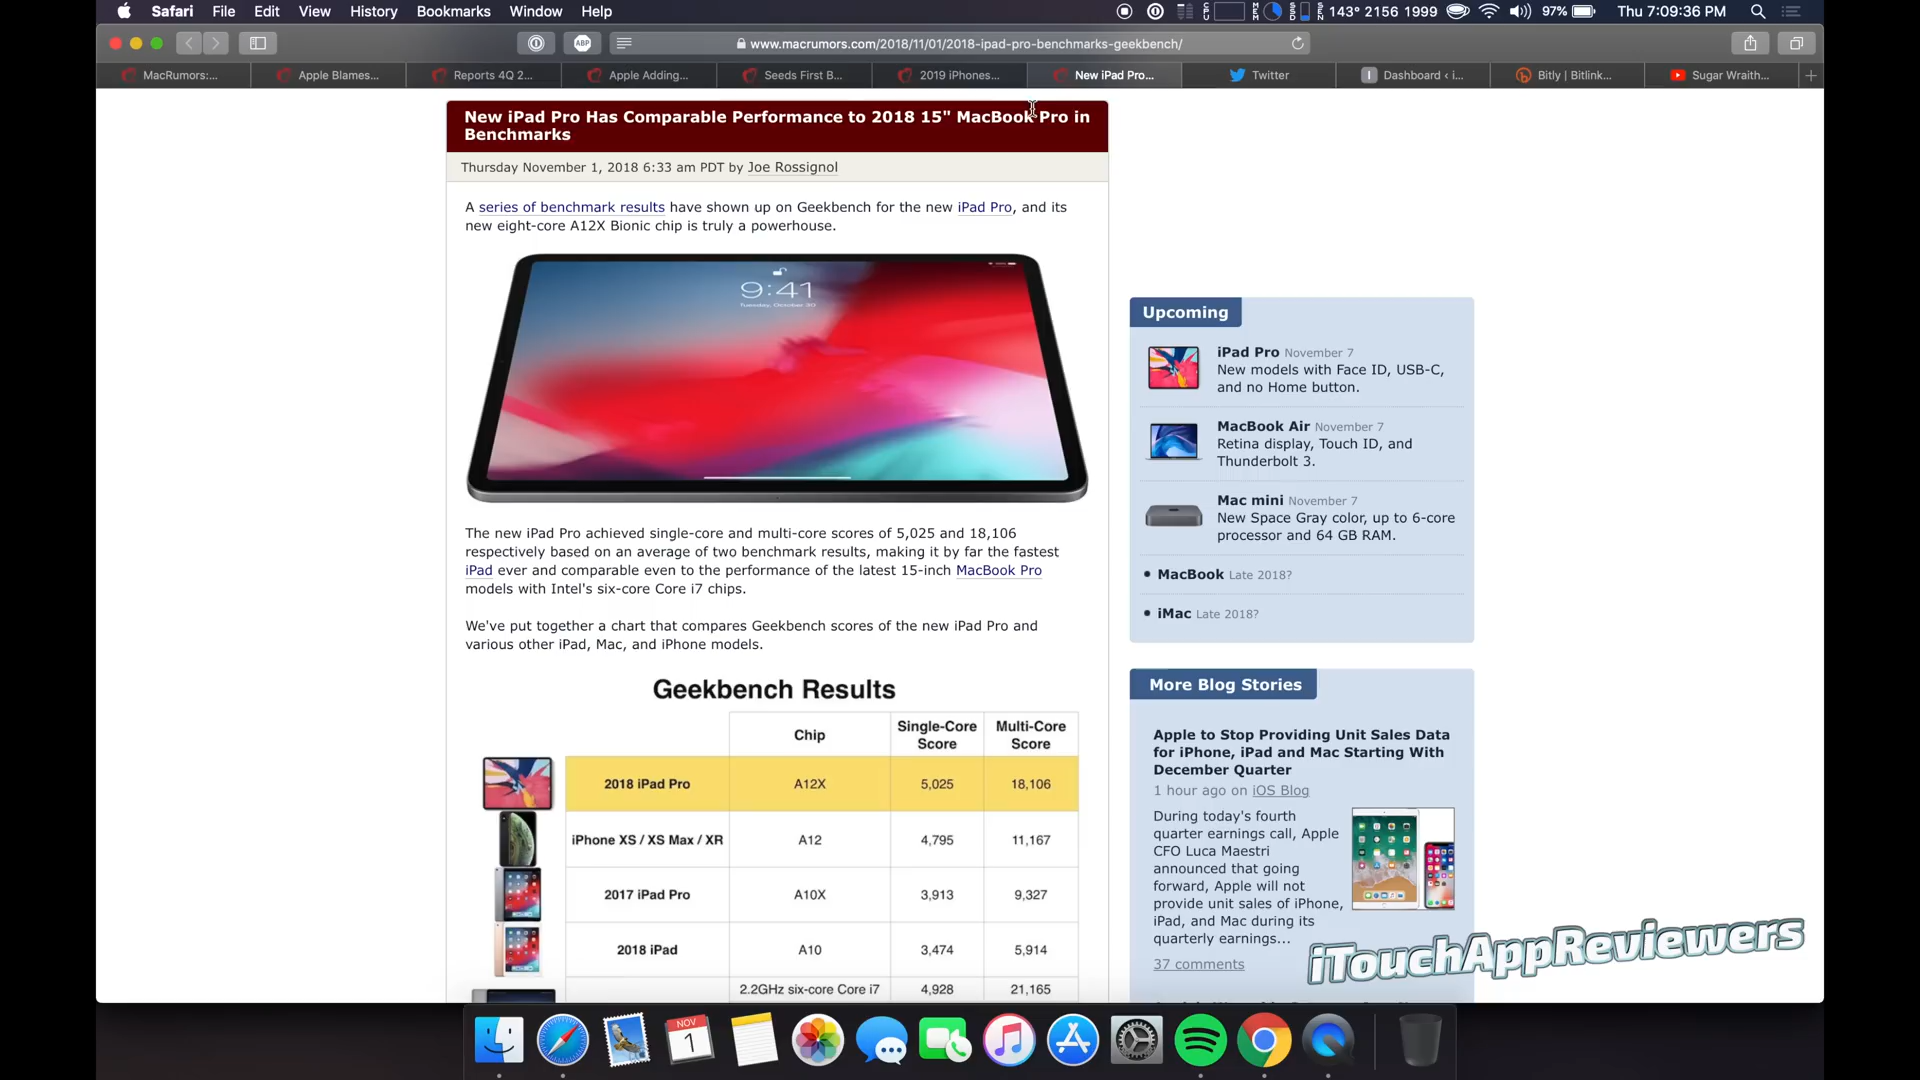 Safari File Edit View History Bookmarks Window Help
143° 2156 1999 97% Thu 7:09:36 PM
ABP
www.macrumors.com/2018/11/01/2018-ipad-pro-benchmarks-geekbench/
MacRumors:... Apple Blames... Reports 4Q 2... Apple Adding... Seeds First B... 2019 iPhones... New iPad Pro... Twitter Dashboard ‹ i... Bitly | Bitlink... Sugar Wraith...
New iPad Pro Has Comparable Performance to 2018 15" MacBook Pro in
Benchmarks
Thursday November 1, 2018 6:33 am PDT by Joe Rossignol
A series of benchmark results have shown up on Geekbench for the new iPad Pro, and its
new eight-core A12X Bionic chip is truly a powerhouse.
9:41
Tuesday, October 30
The new iPad Pro achieved single-core and multi-core scores of 5,025 and 18,106
respectively based on an average of two benchmark results, making it by far the fastest
iPad ever and comparable even to the performance of the latest 15-inch MacBook Pro
models with Intel's six-core Core i7 chips.
We've put together a chart that compares Geekbench scores of the new iPad Pro and
various other iPad, Mac, and iPhone models.
Geekbench Results
Chip Single-Core Score Multi-Core Score
2018 iPad Pro A12X 5,025 18,106
iPhone XS / XS Max / XR A12 4,795 11,167
2017 iPad Pro A10X 3,913 9,327
2018 iPad A10 3,474 5,914
2.2GHz six-core Core i7 4,928 21,165
Upcoming
iPad Pro November 7
New models with Face ID, USB-C,
and no Home button.
MacBook Air November 7
Retina display, Touch ID, and
Thunderbolt 3.
Mac mini November 7
New Space Gray color, up to 6-core
processor and 64 GB RAM.
MacBook Late 2018?
iMac Late 2018?
More Blog Stories
Apple to Stop Providing Unit Sales Data
for iPhone, iPad and Mac Starting With
December Quarter
1 hour ago on iOS Blog
During today's fourth
quarter earnings call, Apple
CFO Luca Maestri
announced that going
forward, Apple will not
provide unit sales of iPhone,
iPad, and Mac during its
quarterly earnings...
37 comments
iTouchAppReviewers
NOV
1